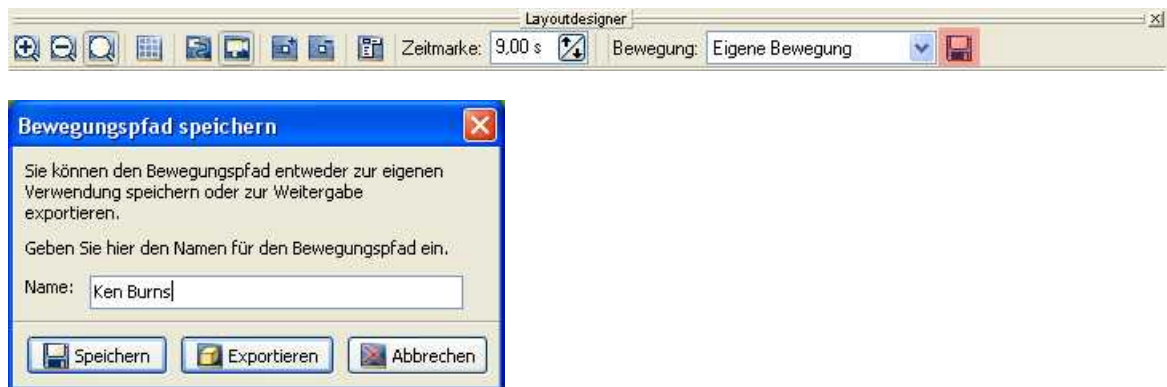 Layoutdesigner
Zeitmarke: 9,00 s Bewegung: Eigene Bewegung
Bewegungspfad speichern
Sie können den Bewegungspfad entweder zur eigenen
Verwendung speichern oder zur Weitergabe
exportieren.
Geben Sie hier den Namen für den Bewegungspfad ein.
Name: Ken Burns
Speichern Exportieren Abbrechen